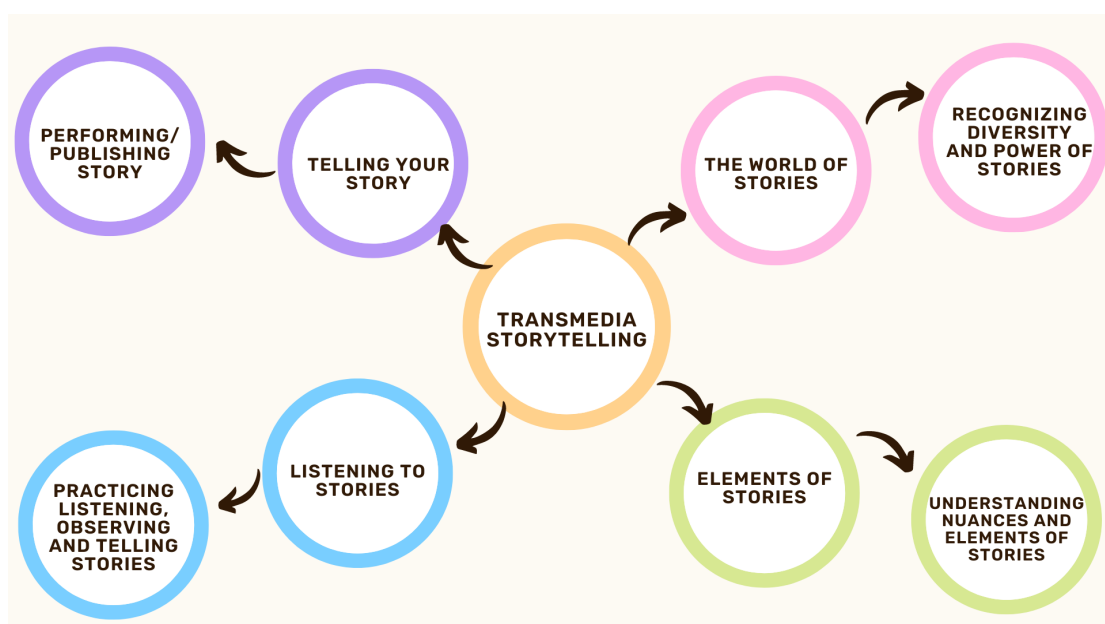 PERFORMING/
PUBLISHING
STORY
TELLING YOUR
STORY
THE WORLD OF
STORIES
RECOGNIZING
DIVERSITY
AND POWER OF
STORIES
TRANSMEDIA
STORYTELLING
PRACTICING
LISTENING,
OBSERVING
AND TELLING
STORIES
LISTENING TO
STORIES
ELEMENTS OF
STORIES
UNDERSTANDING
NUANCES AND
ELEMENTS OF
STORIES